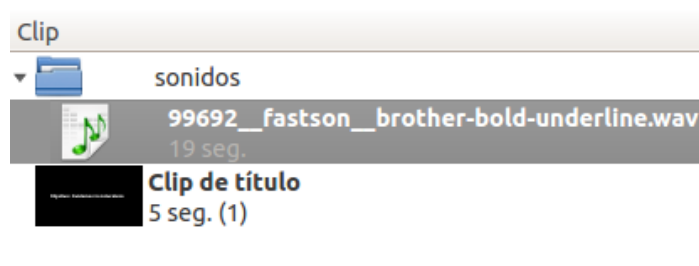 Clip
sonidos
99692__fastson__brother-bold-underline.wav
19 seg.
Clip de título
5 seg. (1)